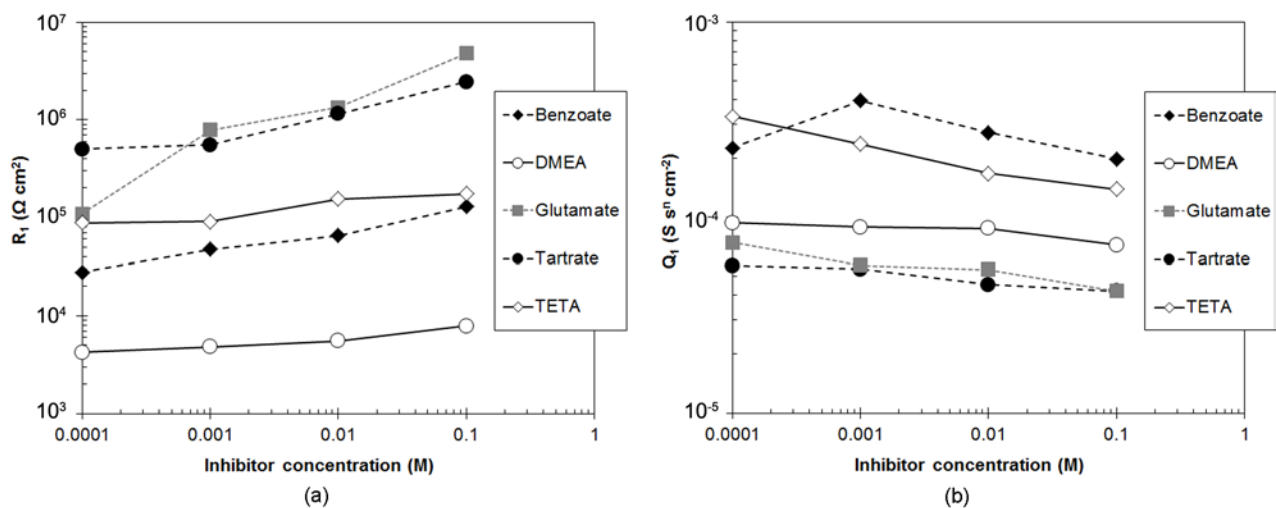 10⁷
10⁶
10⁵
10⁴
10³
R₁ (Ω cm²)
0.0001 0.001 0.01 0.1 1
Inhibitor concentration (M)
Benzoate
DMEA
Glutamate
Tartrate
TETA
(a)
10⁻³
10⁻⁴
10⁻⁵
Q₁ (S sⁿ cm⁻²)
0.0001 0.001 0.01 0.1 1
Inhibitor concentration (M)
Benzoate
DMEA
Glutamate
Tartrate
TETA
(b)